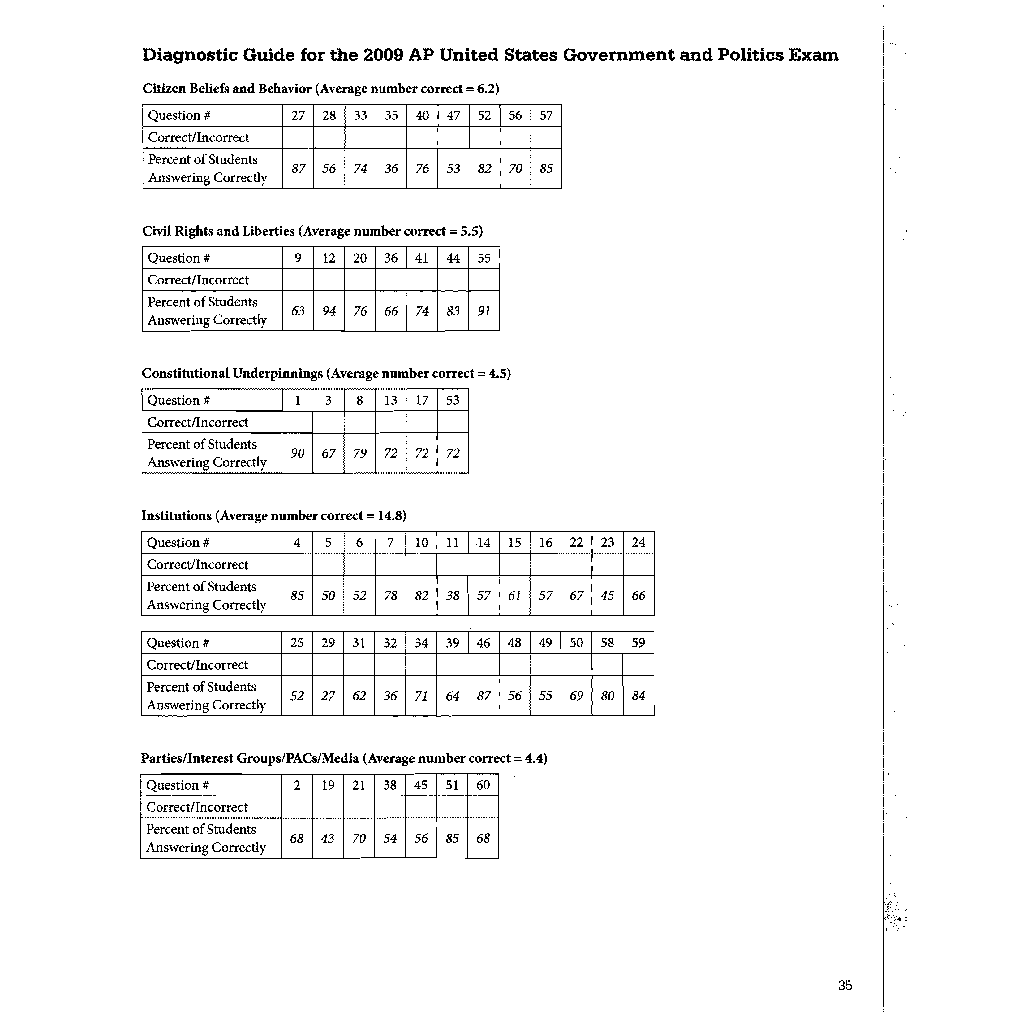 Diagnostic Guide for the 2009 AP United States Government and Politics Exam
Citizen Beliefs and Behavior (Average number correct = 6.2)
Question # 27 28 33 35 40 47 52 56 57
Correct/Incorrect
Percent of Students
Answering Correctly 87 56 74 36 76 53 82 70 85
Civil Rights and Liberties (Average number correct = 5.5)
Question # 9 12 20 36 41 44 55
Correct/Incorrect
Percent of Students
Answering Correctly 63 94 76 66 74 83 91
Constitutional Underpinnings (Average number correct = 4.5)
Question # 1 3 8 13 17 53
Correct/Incorrect
Percent of Students
Answering Correctly 90 67 79 72 72 72
Institutions (Average number correct = 14.8)
Question # 4 5 6 7 10 11 14 15 16 22 23 24
Correct/Incorrect
Percent of Students
Answering Correctly 85 50 52 78 82 38 57 61 57 67 45 66
Question # 25 29 31 32 34 39 46 48 49 50 58 59
Correct/Incorrect
Percent of Students
Answering Correctly 52 27 62 36 71 64 87 56 55 69 80 84
Parties/Interest Groups/PACs/Media (Average number correct = 4.4)
Question # 2 19 21 38 45 51 60
Correct/Incorrect
Percent of Students
Answering Correctly 68 43 70 54 56 85 68
35